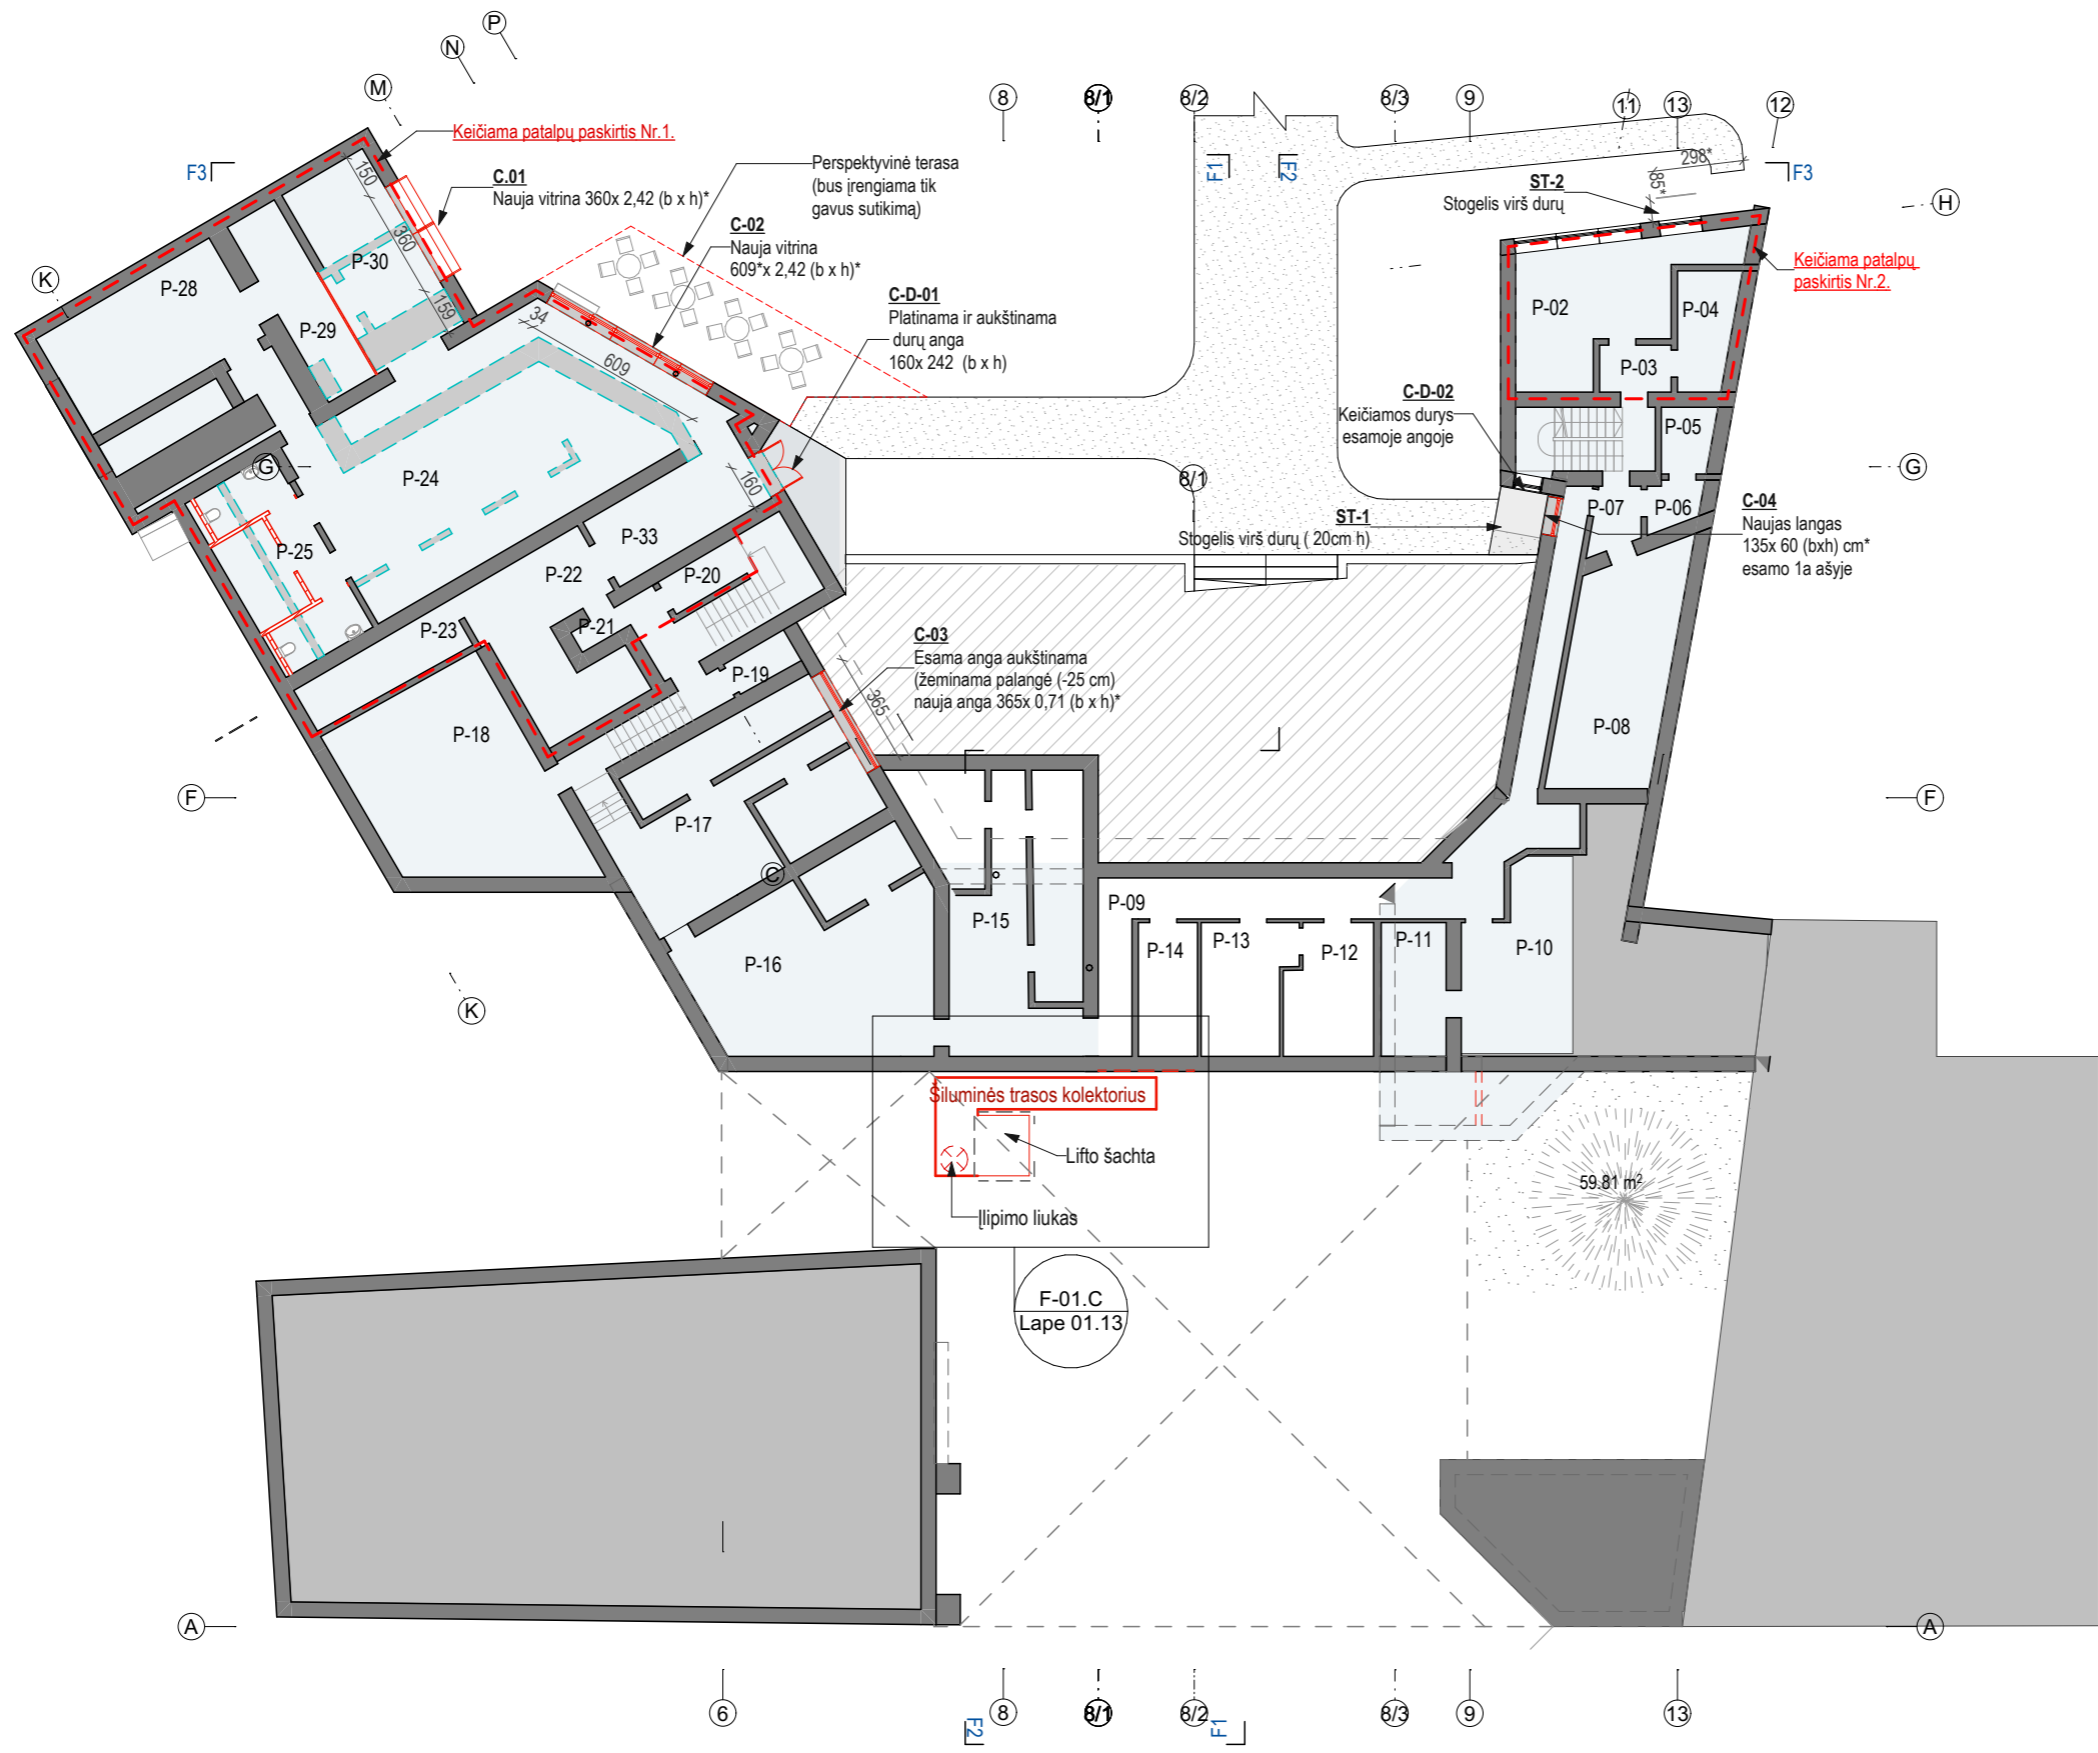 P
N
M
K
8
8/1
8/2
8/3
9
11
13
12
H
F3
Keičiama patalpų paskirtis Nr.1.
C.01
Nauja vitrina 360x 2,42 (b x h)*
Perspektyvinė terasa
(bus įrengiama tik
gavus sutikimą)
C-02
Nauja vitrina
609*x 2,42 (b x h)*
C-D-01
Platinama ir aukštinama
durų anga
160x 242 (b x h)
F1
F2
298*
85*
F3
ST-2
Stogelis virš durų
Keičiama patalpų
paskirtis Nr.2.
150
360
159
34
609
160
P-28
P-29
P-30
P-24
P-25
G
P-33
P-22
P-20
P-21
P-23
P-19
P-18
P-17
C
P-16
P-15
P-02
P-04
P-03
P-05
P-07
P-06
P-08
C-D-02
Keičiamos durys
esamoje angoje
8/1
ST-1
Stogelis virš durų ( 20cm h)
G
C-04
Naujas langas
135x 60 (bxh) cm*
esamo 1a ašyje
C-03
Esama anga aukštinama
(žeminama palangė (-25 cm)
nauja anga 365x 0,71 (b x h)*
365
F
F
P-09
P-14
P-13
P-12
P-11
P-10
K
Šiluminės trasos kolektorius
Lifto šachta
Įlipimo liukas
59.81 m²
F-01.C
Lape 01.13
A
A
6
8
8/1
8/2
8/3
9
13
F2
F1